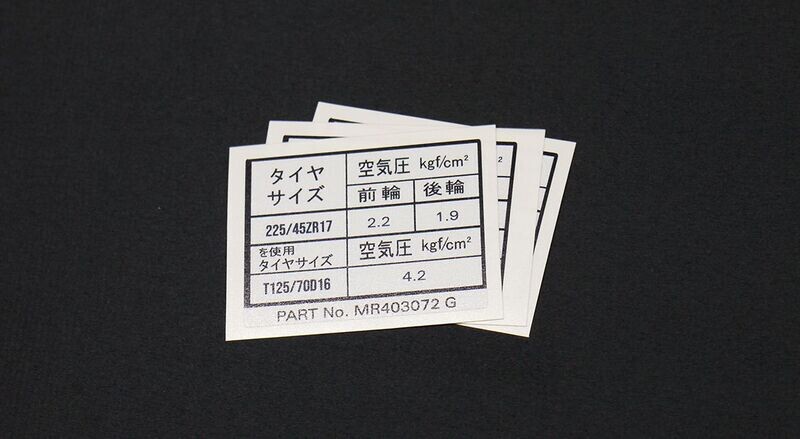 タイヤ
サイズ
空気圧 kgf/cm²
前輪 後輪
225/45ZR17 2.2 1.9
を使用
タイヤサイズ
空気圧 kgf/cm²
T125/70D16 4.2
PART No. MR403072 G